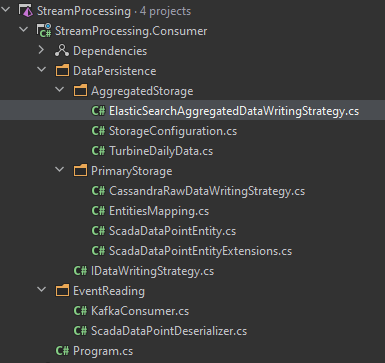 StreamProcessing · 4 projects
StreamProcessing.Consumer
Dependencies
DataPersistence
AggregatedStorage
C# ElasticSearchAggregatedDataWritingStrategy.cs
C# StorageConfiguration.cs
C# TurbineDailyData.cs
PrimaryStorage
C# CassandraRawDataWritingStrategy.cs
C# EntitiesMapping.cs
C# ScadaDataPointEntity.cs
C# ScadaDataPointEntityExtensions.cs
C# IDataWritingStrategy.cs
EventReading
C# KafkaConsumer.cs
C# ScadaDataPointDeserializer.cs
C# Program.cs